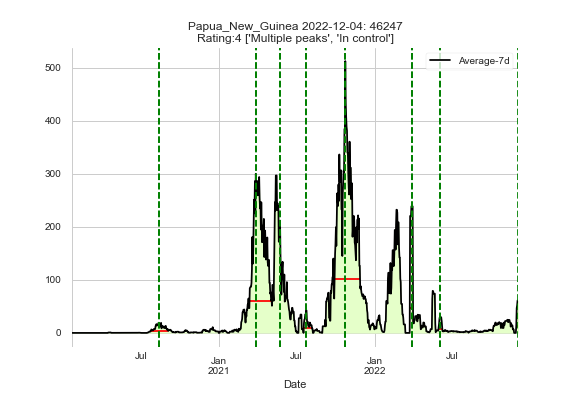 Papua_New_Guinea 2022-12-04: 46247
Rating:4 ['Multiple peaks', 'In control']
Average-7d
500
400
300
200
100
0
Jul
Jan
2021
Jul
Jan
2022
Jul
Date